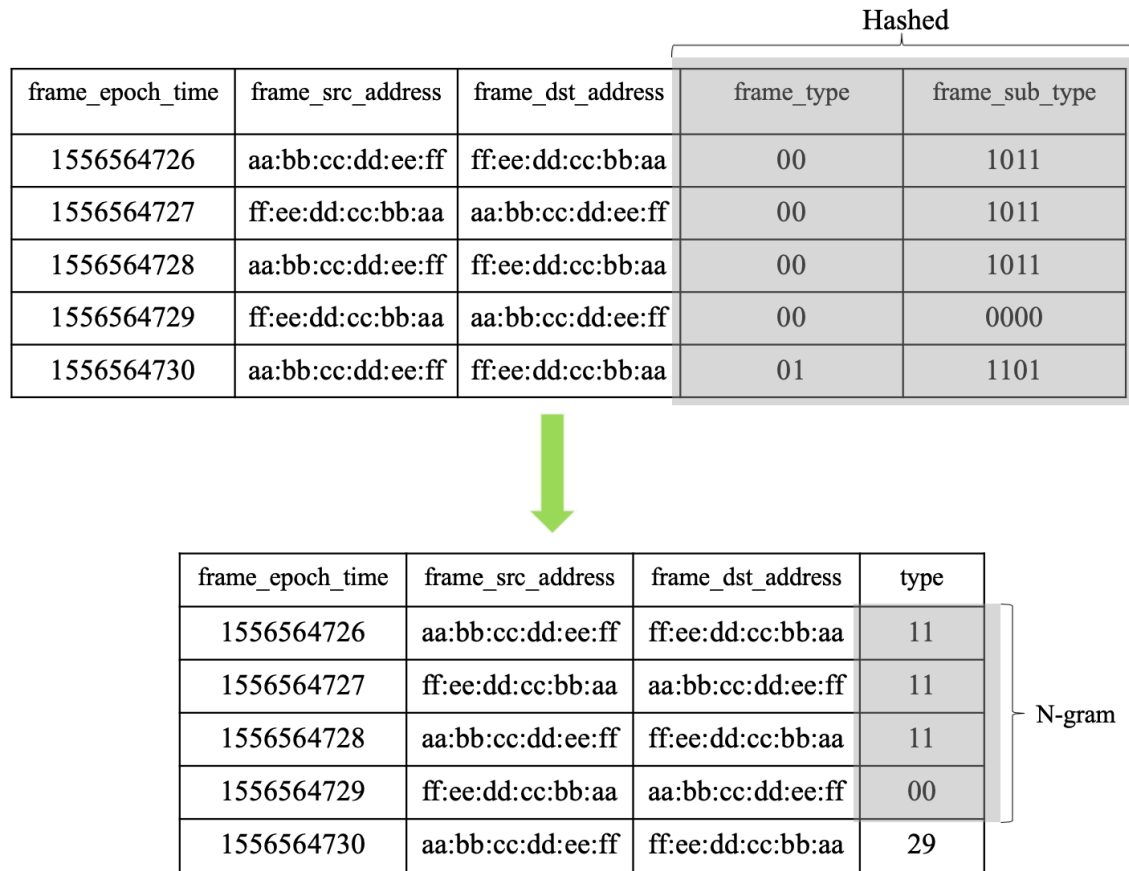 Hashed
frame_epoch_time frame_src_address frame_dst_address frame_type frame_sub_type
1556564726 aa:bb:cc:dd:ee:ff ff:ee:dd:cc:bb:aa 00 1011
1556564727 ff:ee:dd:cc:bb:aa aa:bb:cc:dd:ee:ff 00 1011
1556564728 aa:bb:cc:dd:ee:ff ff:ee:dd:cc:bb:aa 00 1011
1556564729 ff:ee:dd:cc:bb:aa aa:bb:cc:dd:ee:ff 00 0000
1556564730 aa:bb:cc:dd:ee:ff ff:ee:dd:cc:bb:aa 01 1101
frame_epoch_time frame_src_address frame_dst_address type
1556564726 aa:bb:cc:dd:ee:ff ff:ee:dd:cc:bb:aa 11
1556564727 ff:ee:dd:cc:bb:aa aa:bb:cc:dd:ee:ff 11
N-gram
1556564728 aa:bb:cc:dd:ee:ff ff:ee:dd:cc:bb:aa 11
1556564729 ff:ee:dd:cc:bb:aa aa:bb:cc:dd:ee:ff 00
1556564730 aa:bb:cc:dd:ee:ff ff:ee:dd:cc:bb:aa 29